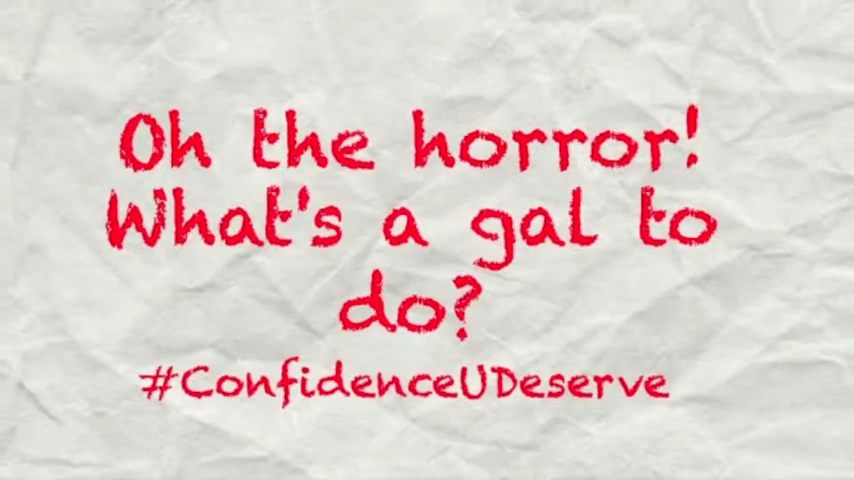 Oh the horror!
What's a gal to
do?
#ConfidenceUDeserve